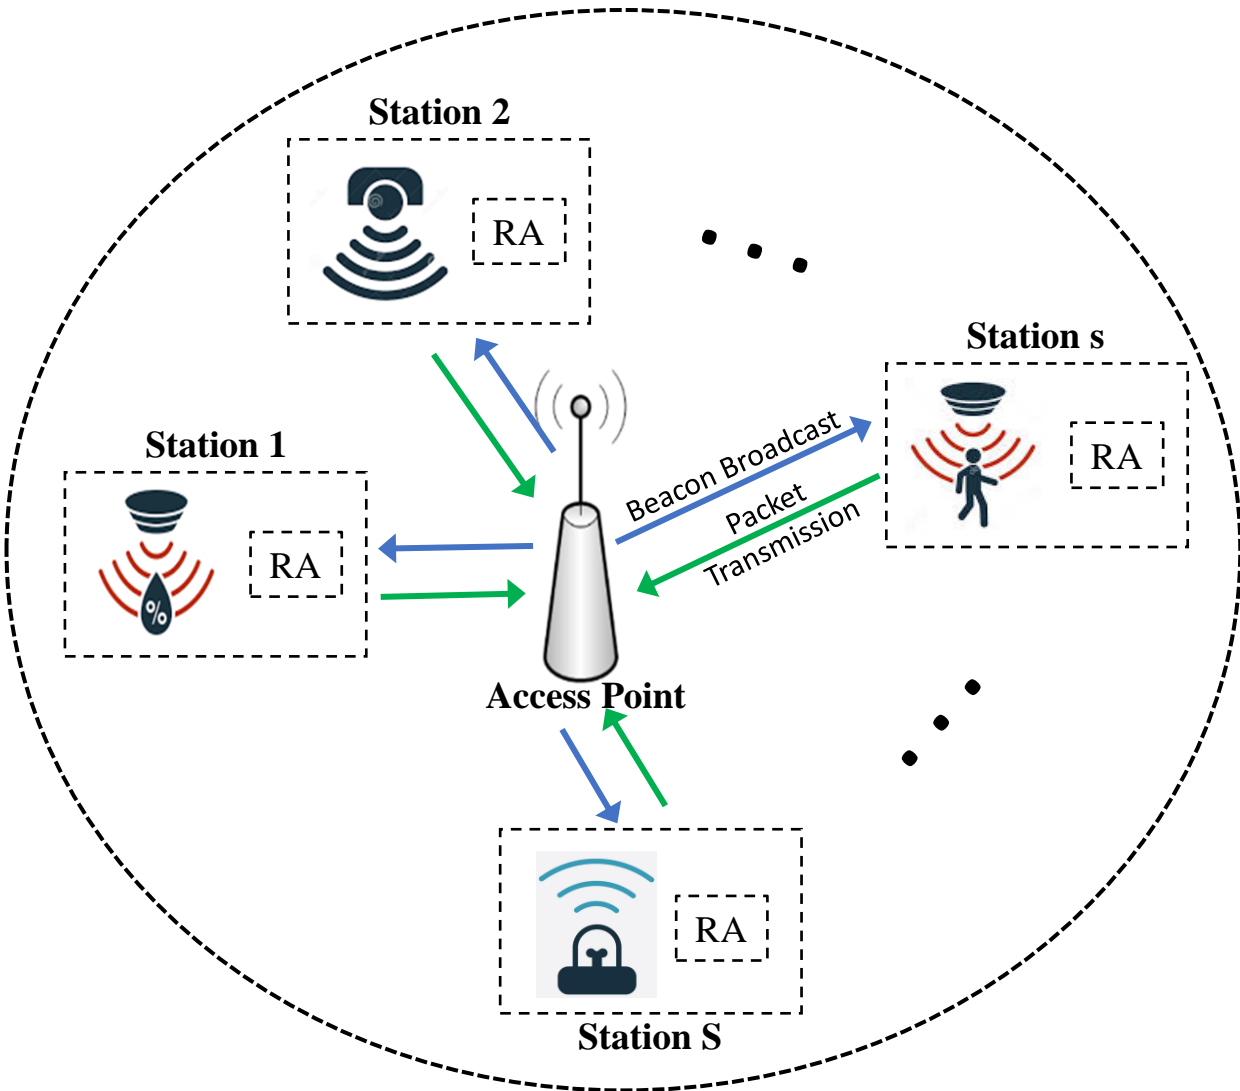 Station 2
RA
Station s
RA
Station 1
RA
Beacon Broadcast
Packet
Transmission
%
Access Point
RA
Station S